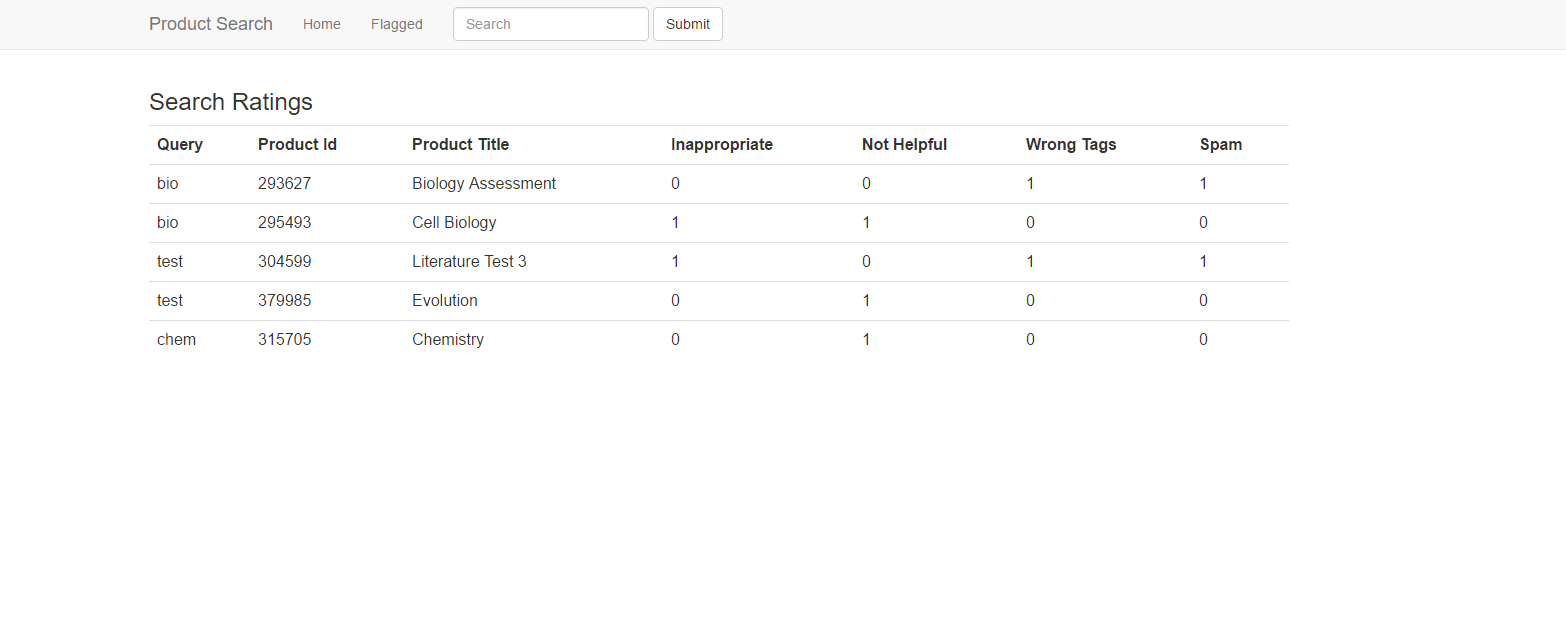 Product Search Home Flagged Search Submit
Search Ratings
Query Product Id Product Title Inappropriate Not Helpful Wrong Tags Spam
bio 293627 Biology Assessment 0 0 1 1
bio 295493 Cell Biology 1 1 0 0
test 304599 Literature Test 3 1 0 1 1
test 379985 Evolution 0 1 0 0
chem 315705 Chemistry 0 1 0 0